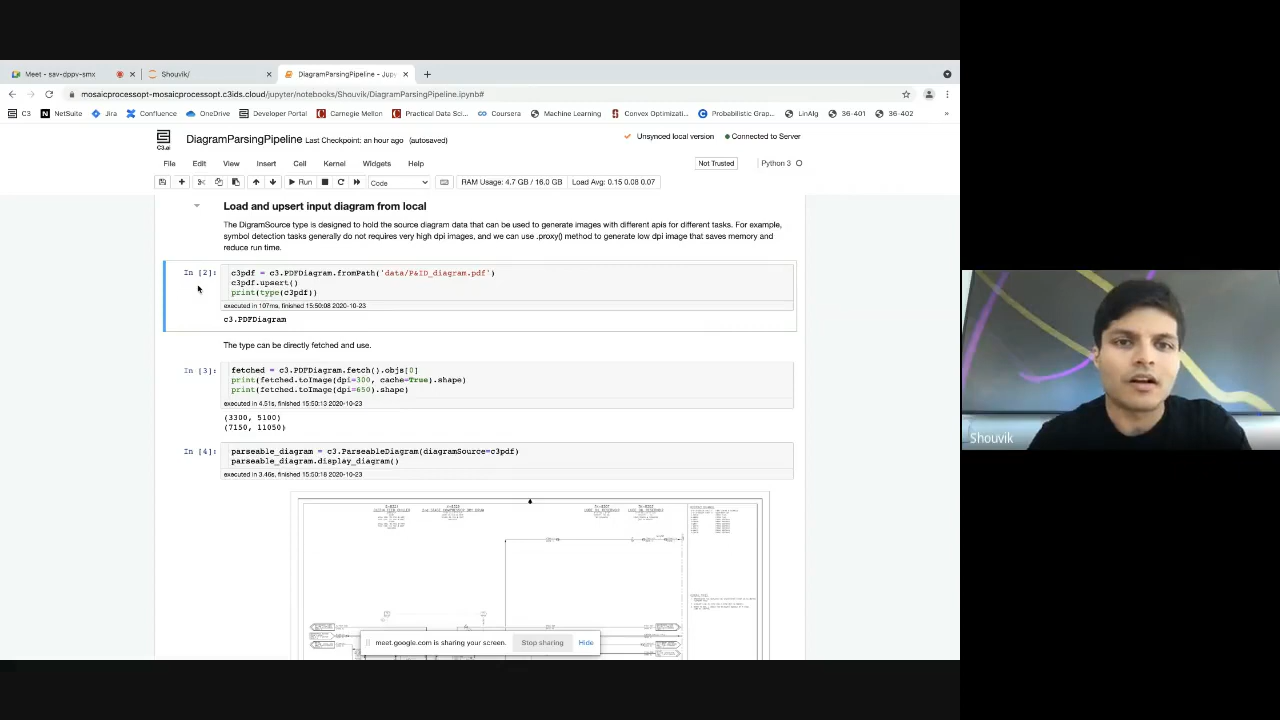 Meet - sav-dppv-smx
Shouvik/
DiagramParsingPipeline - Jup
mosaicprocessopt-mosaicprocessopt.c3ids.cloud/jupyter/notebooks/Shouvik/DiagramParsingPipeline.ipynb#
C3 NetSuite Jira Confluence OneDrive Developer Portal Carnegie Mellon Practical Data Sci... Coursera Machine Learning Convex Optimizati... Probabilistic Grap... LinAlg 36-401 36-402 »
C3.ai
DiagramParsingPipeline Last Checkpoint: an hour ago (autosaved)
Unsynced local version Connected to Server
File Edit View Insert Cell Kernel Widgets Help
Not Trusted Python 3
Run Code RAM Usage: 4.7 GB / 16.0 GB Load Avg: 0.15 0.08 0.07
Load and upsert input diagram from local
The DigramSource type is designed to hold the source diagram data that can be used to generate images with different apis for different tasks. For example,
symbol detection tasks generally do not requires very high dpi images, and we can use .proxy() method to generate low dpi image that saves memory and
reduce run time.
In [2]: c3pdf = c3.PDFDiagram.fromPath('data/P&ID_diagram.pdf')
c3pdf.upsert()
print(type(c3pdf))
executed in 107ms, finished 15:50:08 2020-10-23
c3.PDFDiagram
The type can be directly fetched and use.
In [3]: fetched = c3.PDFDiagram.fetch().objs[0]
print(fetched.toImage(dpi=300, cache=True).shape)
print(fetched.toImage(dpi=650).shape)
executed in 4.51s, finished 15:50:13 2020-10-23
(3300, 5100)
(7150, 11050)
In [4]: parseable_diagram = c3.ParseableDiagram(diagramSource=c3pdf)
parseable_diagram.display_diagram()
executed in 3.46s, finished 15:50:18 2020-10-23
meet.google.com is sharing your screen. Stop sharing Hide
Shouvik